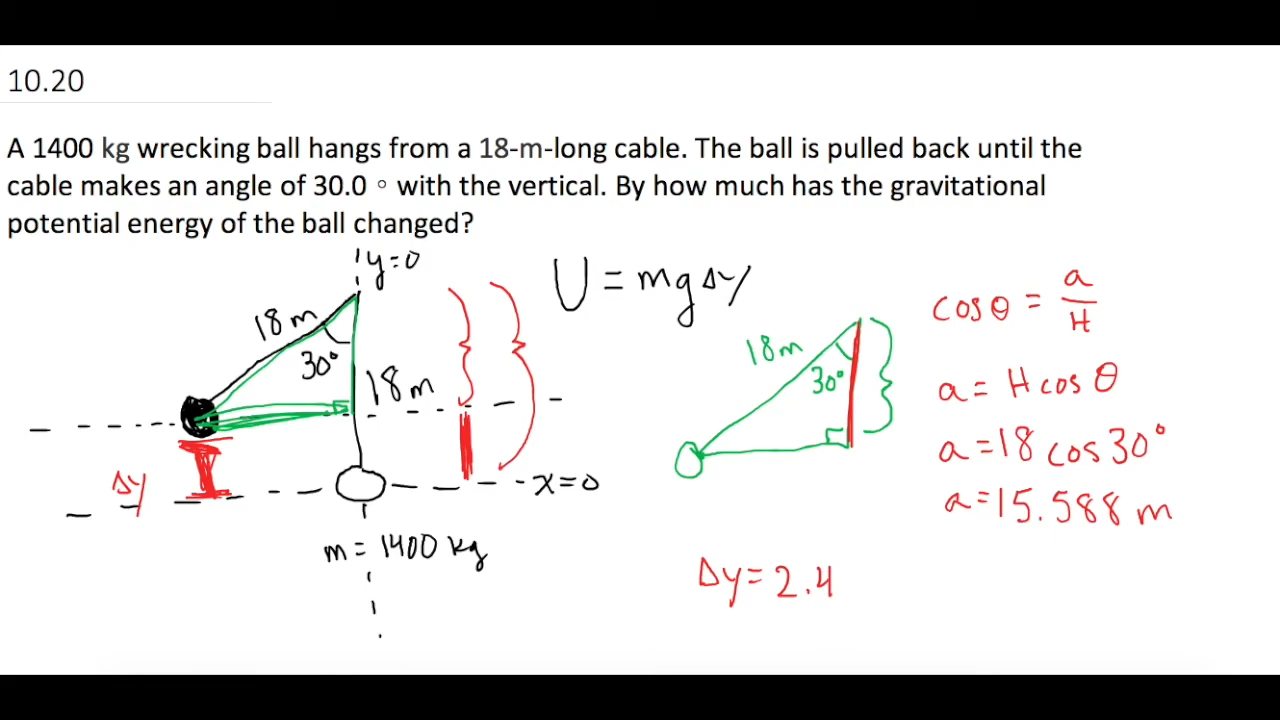 10.20
A 1400 kg wrecking ball hangs from a 18-m-long cable. The ball is pulled back until the
cable makes an angle of 30.0 ° with the vertical. By how much has the gravitational
potential energy of the ball changed?
y=0
18 m
30°
18 m
Δy
x=0
m = 1400 kg
U = mgΔy
18m
30°
cosθ = a/H
a = H cos θ
a = 18 cos 30°
a = 15.588 m
Δy = 2.4